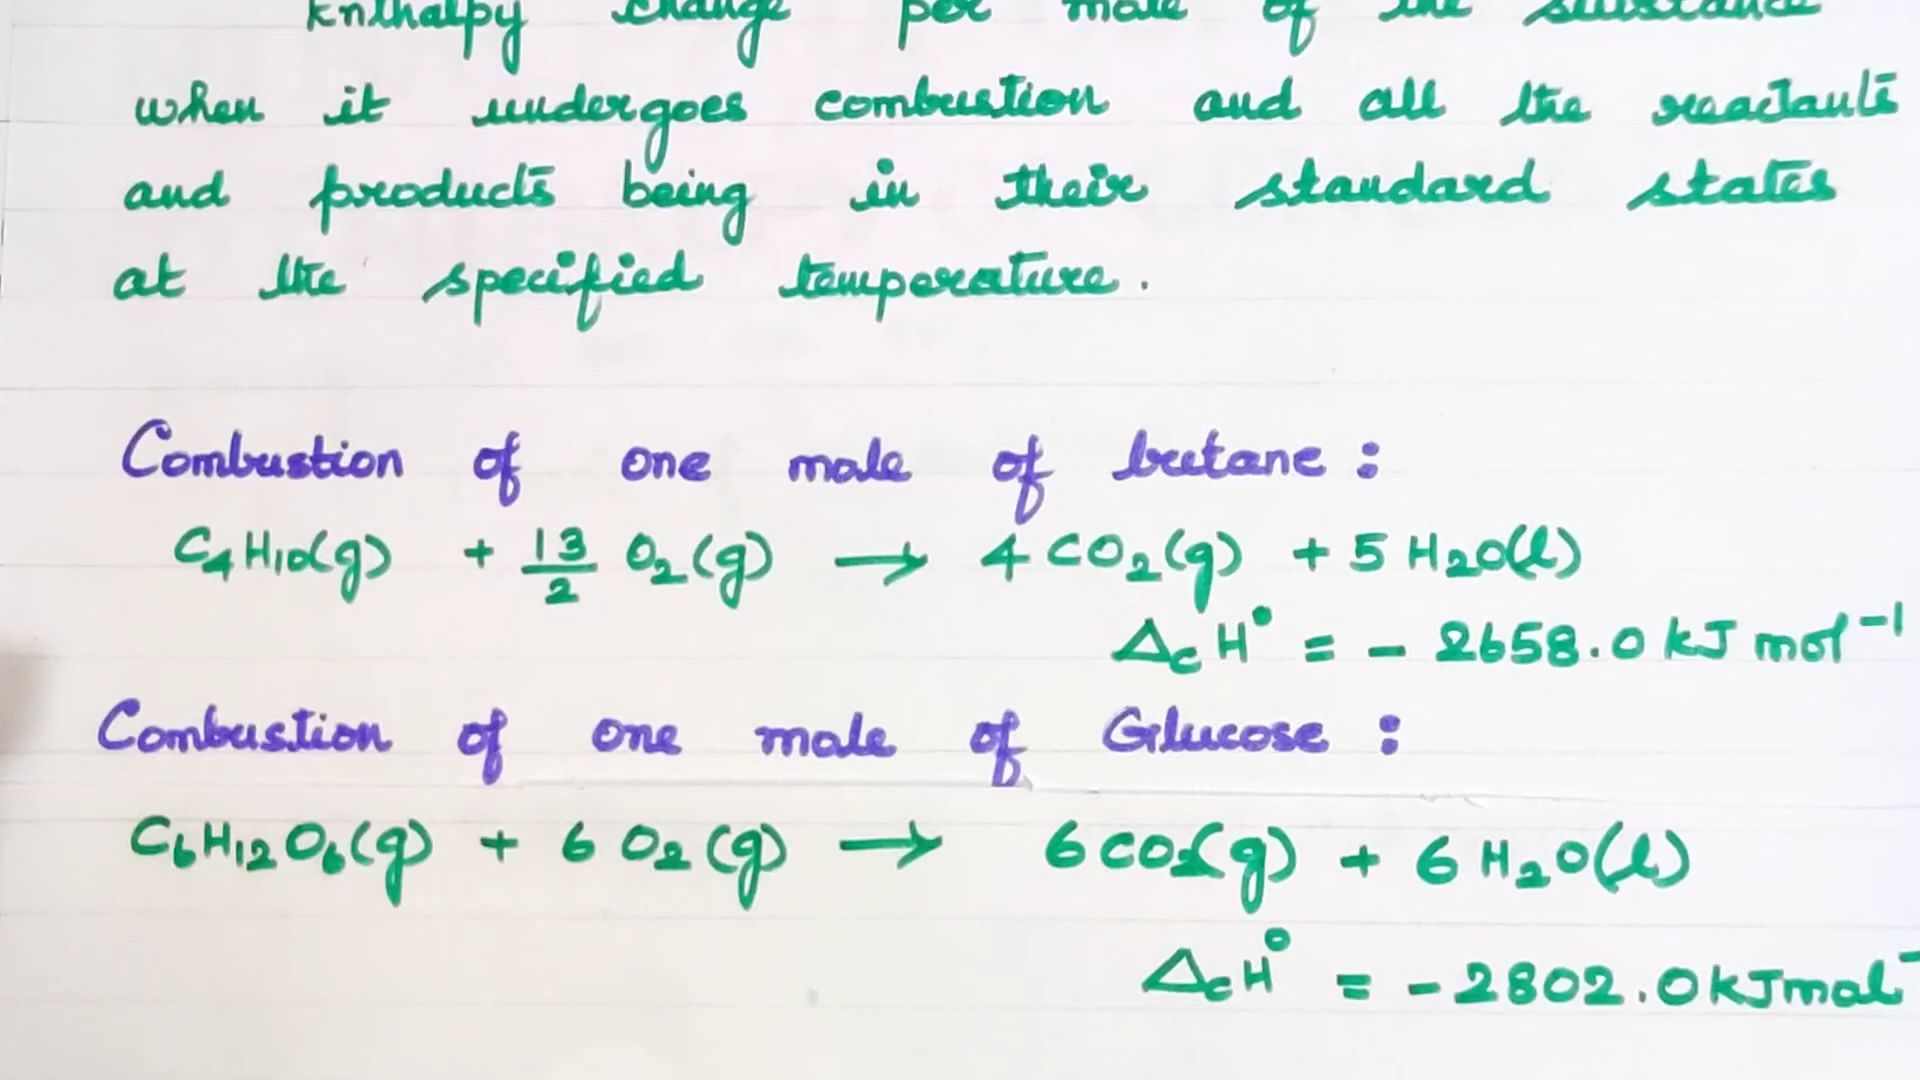 Enthalpy change per mole of the substance
when it undergoes combustion and all the reactants
and products being in their standard states
at the specified temperature.
Combustion of one mole of butane :
C₄H₁₀(g) + 13/2 O₂(g) → 4CO₂(g) + 5H₂O(l)
ΔcH° = - 2658.0 kJ mol⁻¹
Combustion of one mole of Glucose :
C₆H₁₂O₆(g) + 6O₂(g) → 6CO₂(g) + 6H₂O(l)
ΔcH° = -2802.0 kJ mol⁻